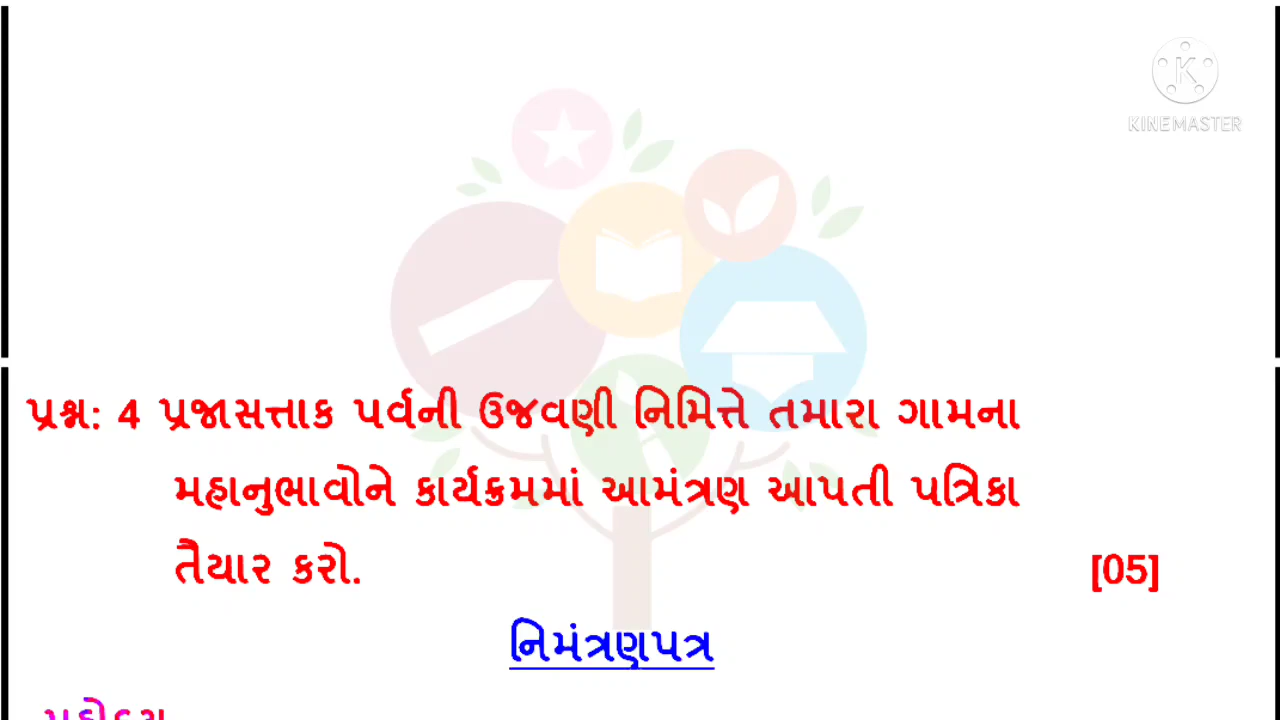 KINEMASTER
પ્રશ્ન: 4 પ્રજાસત્તાક પર્વની ઉજવણી નિમિત્તે તમારા ગામના
મહાનુભાવોને કાર્યક્રમમાં આમંત્રણ આપતી પત્રિકા
તૈયાર કરો. [05]
નિમંત્રણપત્ર